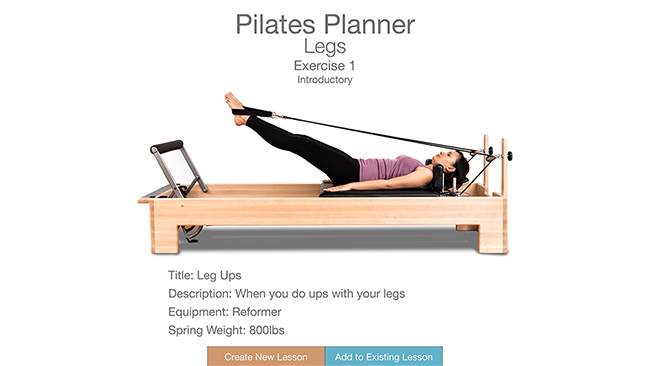 Pilates Planner
Legs
Exercise 1
Introductory
Title: Leg Ups
Description: When you do ups with your legs
Equipment: Reformer
Spring Weight: 800lbs
Create New Lesson
Add to Existing Lesson